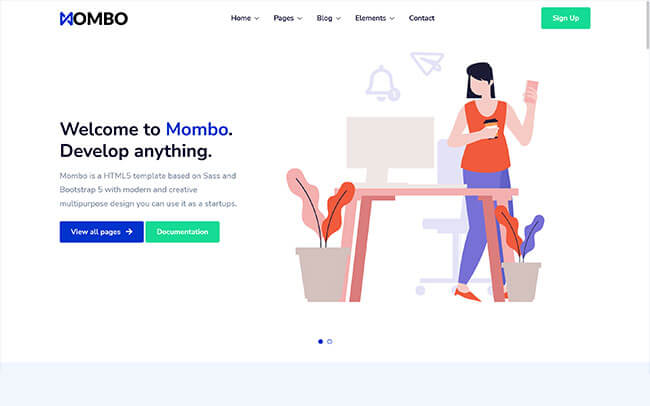 MOMBO
Home Pages Blog Elements Contact
Sign Up
Welcome to Mombo.
Develop anything.
Mombo is a HTML5 template based on Sass and
Bootstrap 5 with modern and creative
multipurpose design you can use it as a startups.
View all pages
Documentation